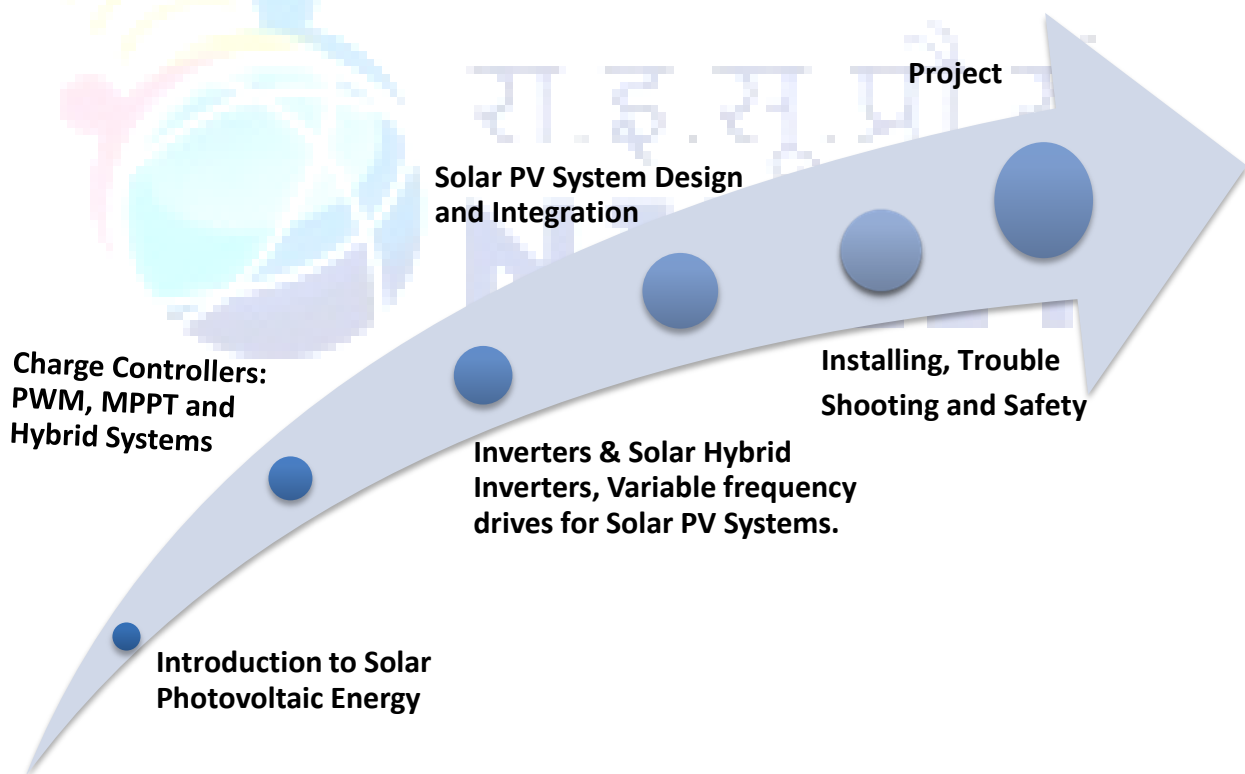 रा.इ.सू.प्रौ.
Project
Solar PV System Design
and Integration
Charge Controllers:
PWM, MPPT and
Hybrid Systems
Installing, Trouble
Shooting and Safety
Inverters & Solar Hybrid
Inverters, Variable frequency
drives for Solar PV Systems.
Introduction to Solar
Photovoltaic Energy